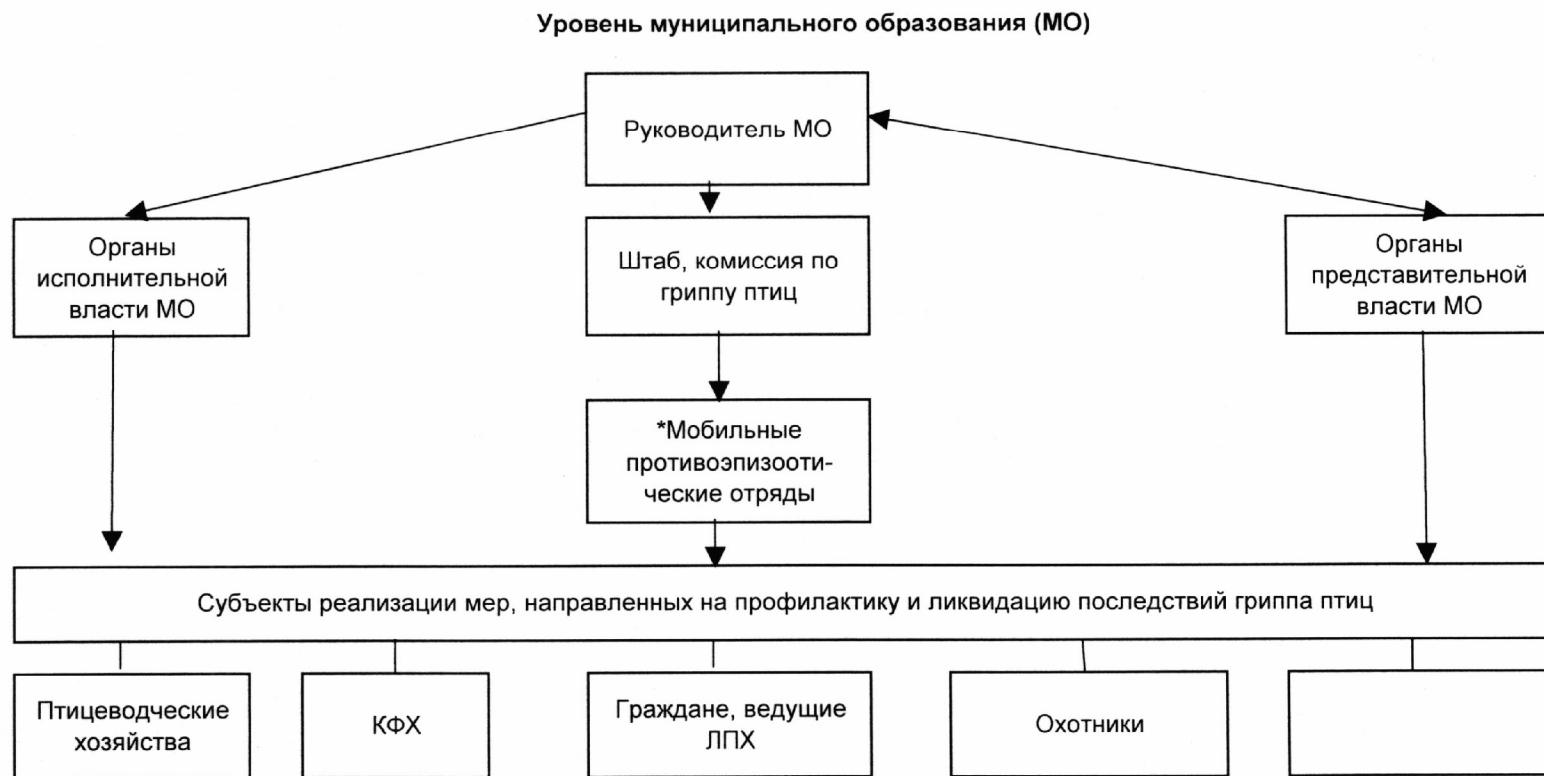 Уровень муниципального образования (МО)
Руководитель МО
Органы
исполнительной
власти МО
Штаб, комиссия по
гриппу птиц
Органы
представительной
власти МО
*Мобильные
противоэпизооти-
ческие отряды
Субъекты реализации мер, направленных на профилактику и ликвидацию последствий гриппа птиц
Птицеводческие
хозяйства
КФХ
Граждане, ведущие
ЛПХ
Охотники